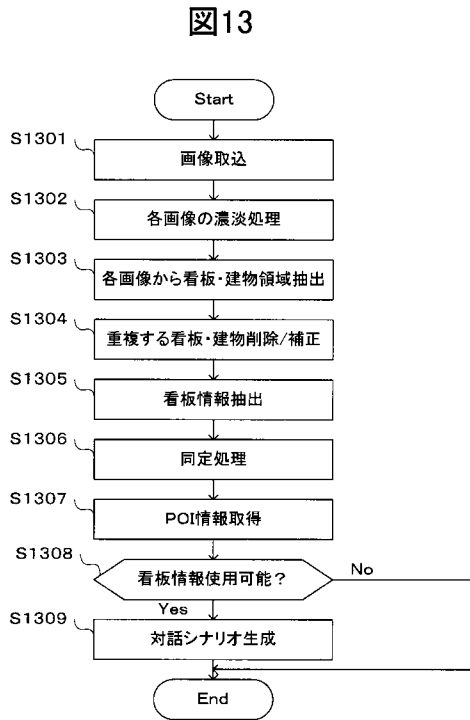 図13
Start
S1301
画像取込
S1302
各画像の濃淡処理
S1303
各画像から看板・建物領域抽出
S1304
重複する看板・建物削除/補正
S1305
看板情報抽出
S1306
同定処理
S1307
POI情報取得
S1308
看板情報使用可能？
No
Yes
S1309
対話シナリオ生成
End